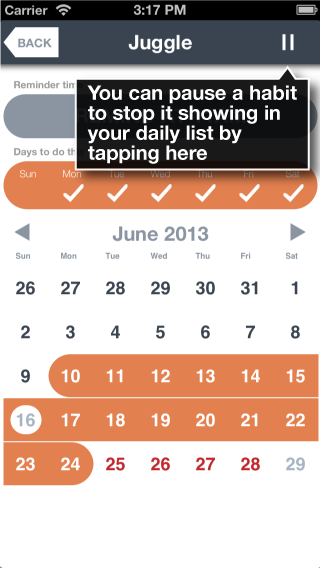 Carrier 3:17 PM
BACK Juggle
Reminder tim
You can pause a habit
to stop it showing in
your daily list by
tapping here
Days to do th
Sun Mon Tue Wed Thu Fri Sat
June 2013
Sun Mon Tue Wed Thu Fri Sat
26 27 28 29 30 31 1
2 3 4 5 6 7 8
9 10 11 12 13 14 15
16 17 18 19 20 21 22
23 24 25 26 27 28 29